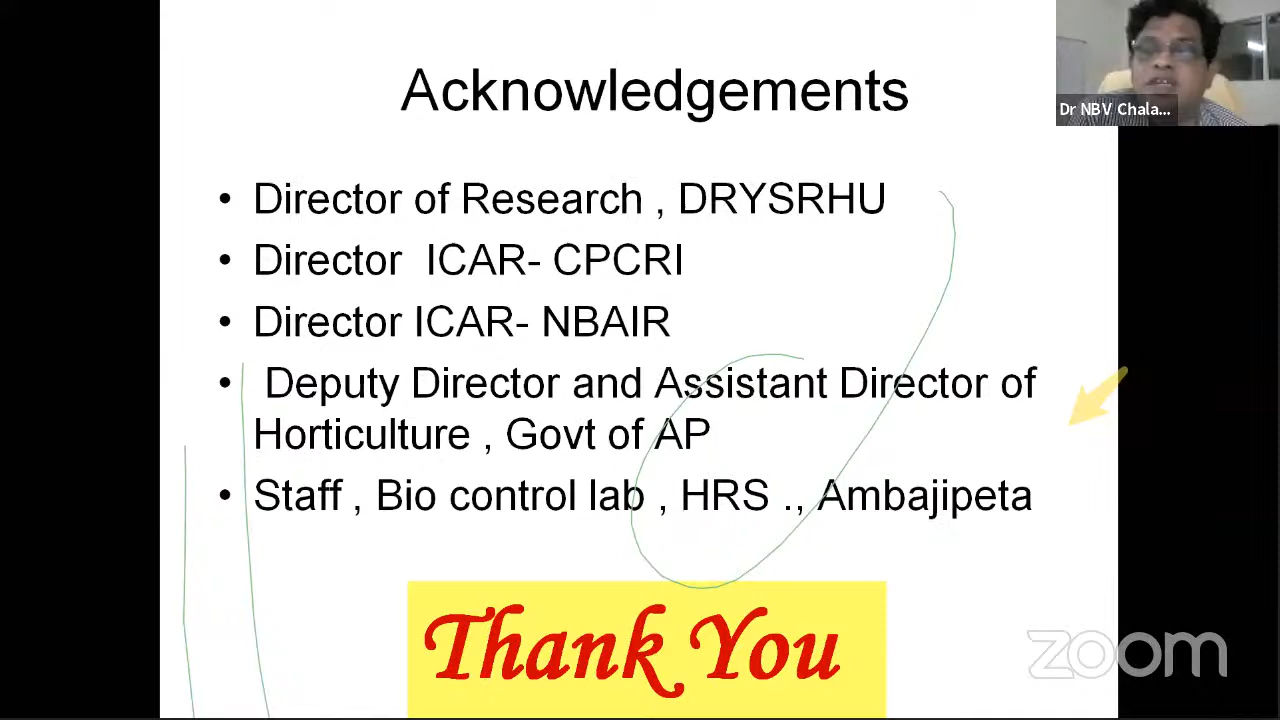 Acknowledgements
Dr NBV Chala...
• Director of Research , DRYSRHU
• Director ICAR- CPCRI
• Director ICAR- NBAIR
• Deputy Director and Assistant Director of
Horticulture , Govt of AP
• Staff , Bio control lab , HRS ., Ambajipeta
Thank You
zoom